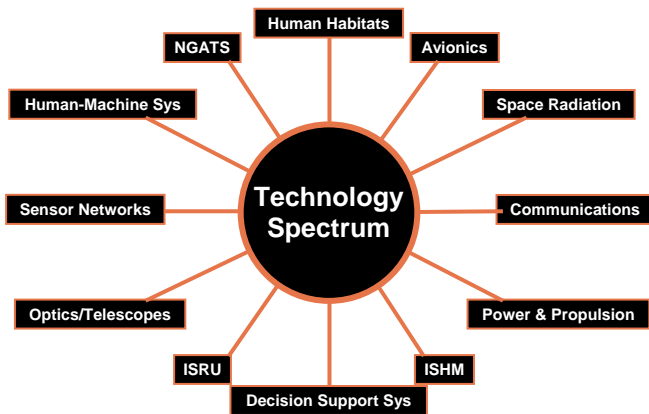 Human Habitats
NGATS
Avionics
Human-Machine Sys
Space Radiation
Technology
Spectrum
Sensor Networks
Communications
Optics/Telescopes
Power & Propulsion
ISRU
ISHM
Decision Support Sys